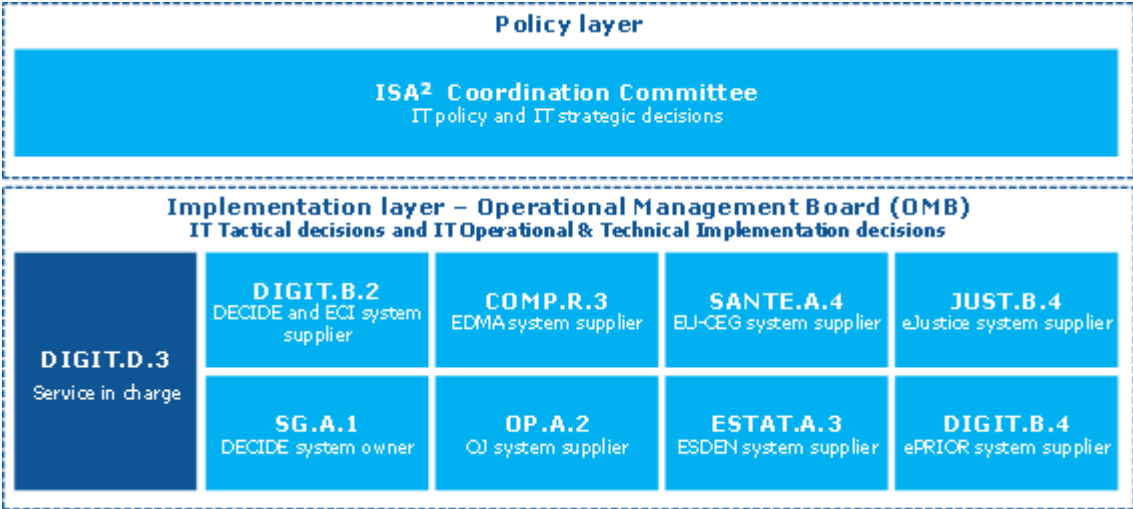 Policy layer
ISA² Coordination Committee
IT policy and IT strategic decisions
Implementation layer – Operational Management Board (OMB)
IT Tactical decisions and IT Operational & Technical Implementation decisions
DIGIT.D.3
Service in charge
DIGIT.B.2
DECIDE and ECI system
supplier
COMP.R.3
EDMA system supplier
SANTE.A.4
EU-CEG system supplier
JUST.B.4
eJustice system supplier
SG.A.1
DECIDE system owner
OP.A.2
OJ system supplier
ESTAT.A.3
ESDEN system supplier
DIGIT.B.4
ePRIOR system supplier